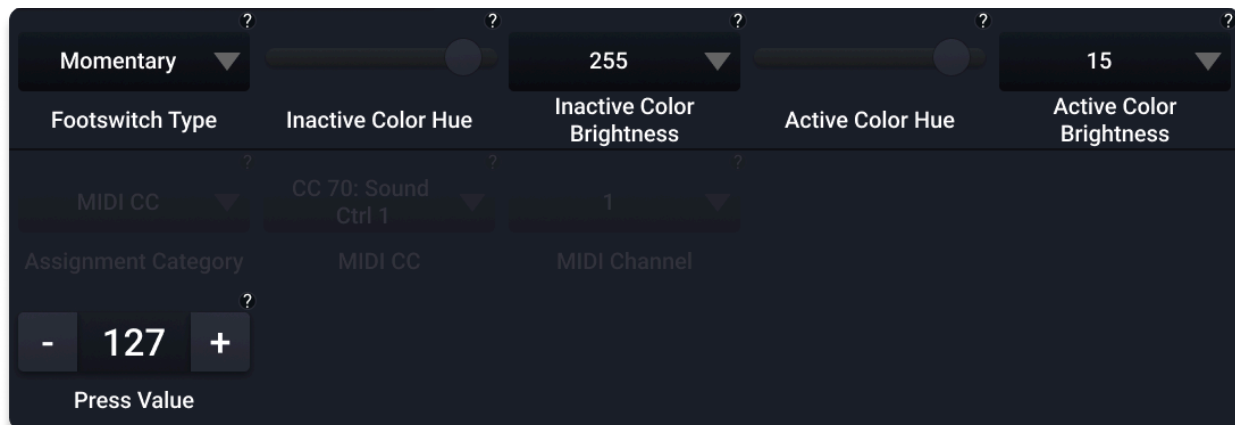 ? ? ? ? ?
Momentary 255 15
Footswitch Type Inactive Color Hue Inactive Color Brightness Active Color Hue Active Color Brightness
? ? ?
MIDI CC CC 70: Sound Ctrl 1 1
Assignment Category MIDI CC MIDI Channel
?
- 127 +
Press Value